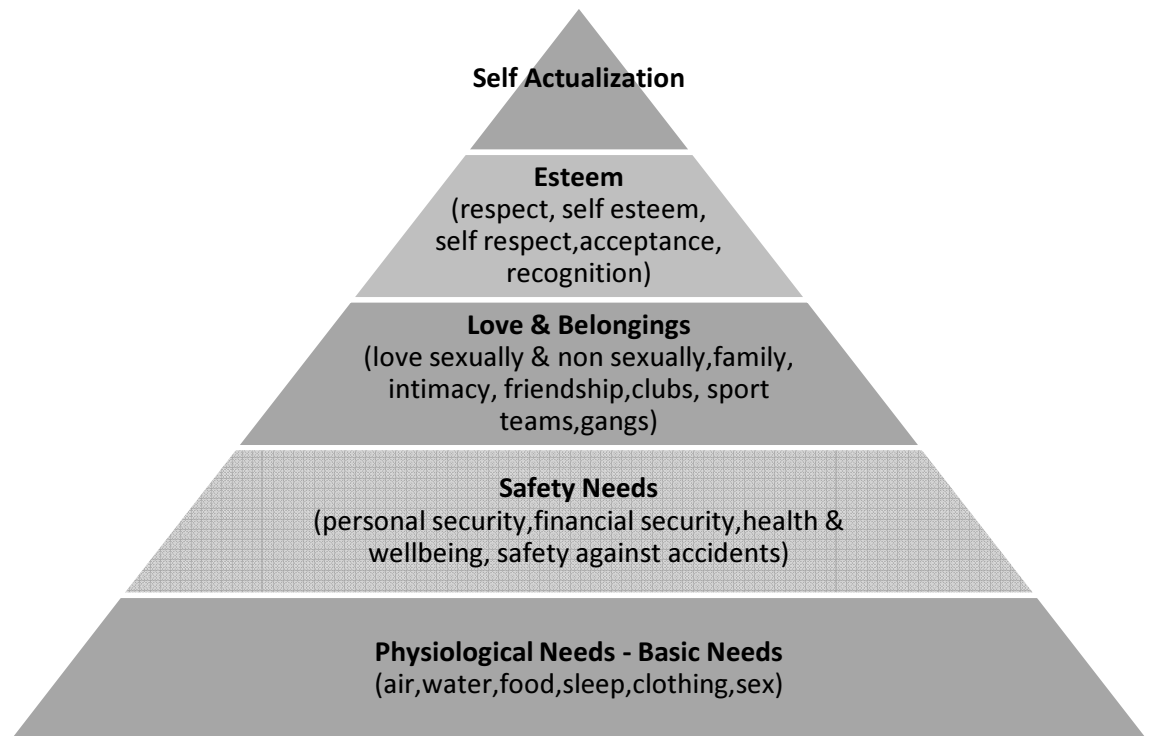 Self Actualization
Esteem
(respect, self esteem,
self respect,acceptance,
recognition)
Love & Belongings
(love sexually & non sexually,family,
intimacy, friendship,clubs, sport
teams,gangs)
Safety Needs
(personal security,financial security,health &
wellbeing, safety against accidents)
Physiological Needs - Basic Needs
(air,water,food,sleep,clothing,sex)